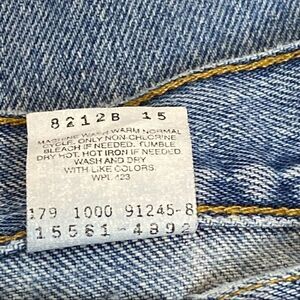 8212B 15
MACHINE WASH WARM NORMAL
CYCLE. ONLY NON-CHLORINE
BLEACH IF NEEDED. TUMBLE
DRY HOT. HOT IRON IF NEEDED.
WASH AND DRY
WITH LIKE COLORS.
WPL 423
179 1000 91245-8
15581-4892